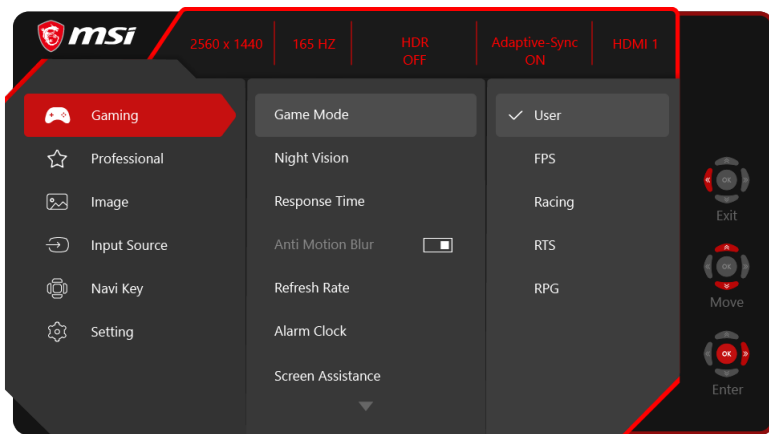 msi
2560 x 1440 165 HZ HDR OFF Adaptive-Sync ON HDMI 1
Gaming
Professional
Image
Input Source
Navi Key
Setting
Game Mode
Night Vision
Response Time
Anti Motion Blur
Refresh Rate
Alarm Clock
Screen Assistance
User
FPS
Racing
RTS
RPG
OK
Exit
OK
Move
OK
Enter